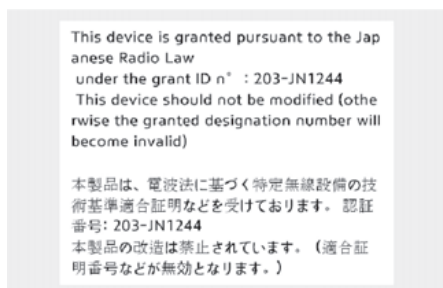 This device is granted pursuant to the Jap
anese Radio Law
under the grant ID n° : 203-JN1244
This device should not be modified (othe
rwise the granted designation number will
become invalid)
本製品は、電波法に基づく特定無線設備の技
術基準適合証明などを受けております。 認証
番号: 203-JN1244
本製品の改造は禁止されています。 (適合証
明番号などが無効となります。)